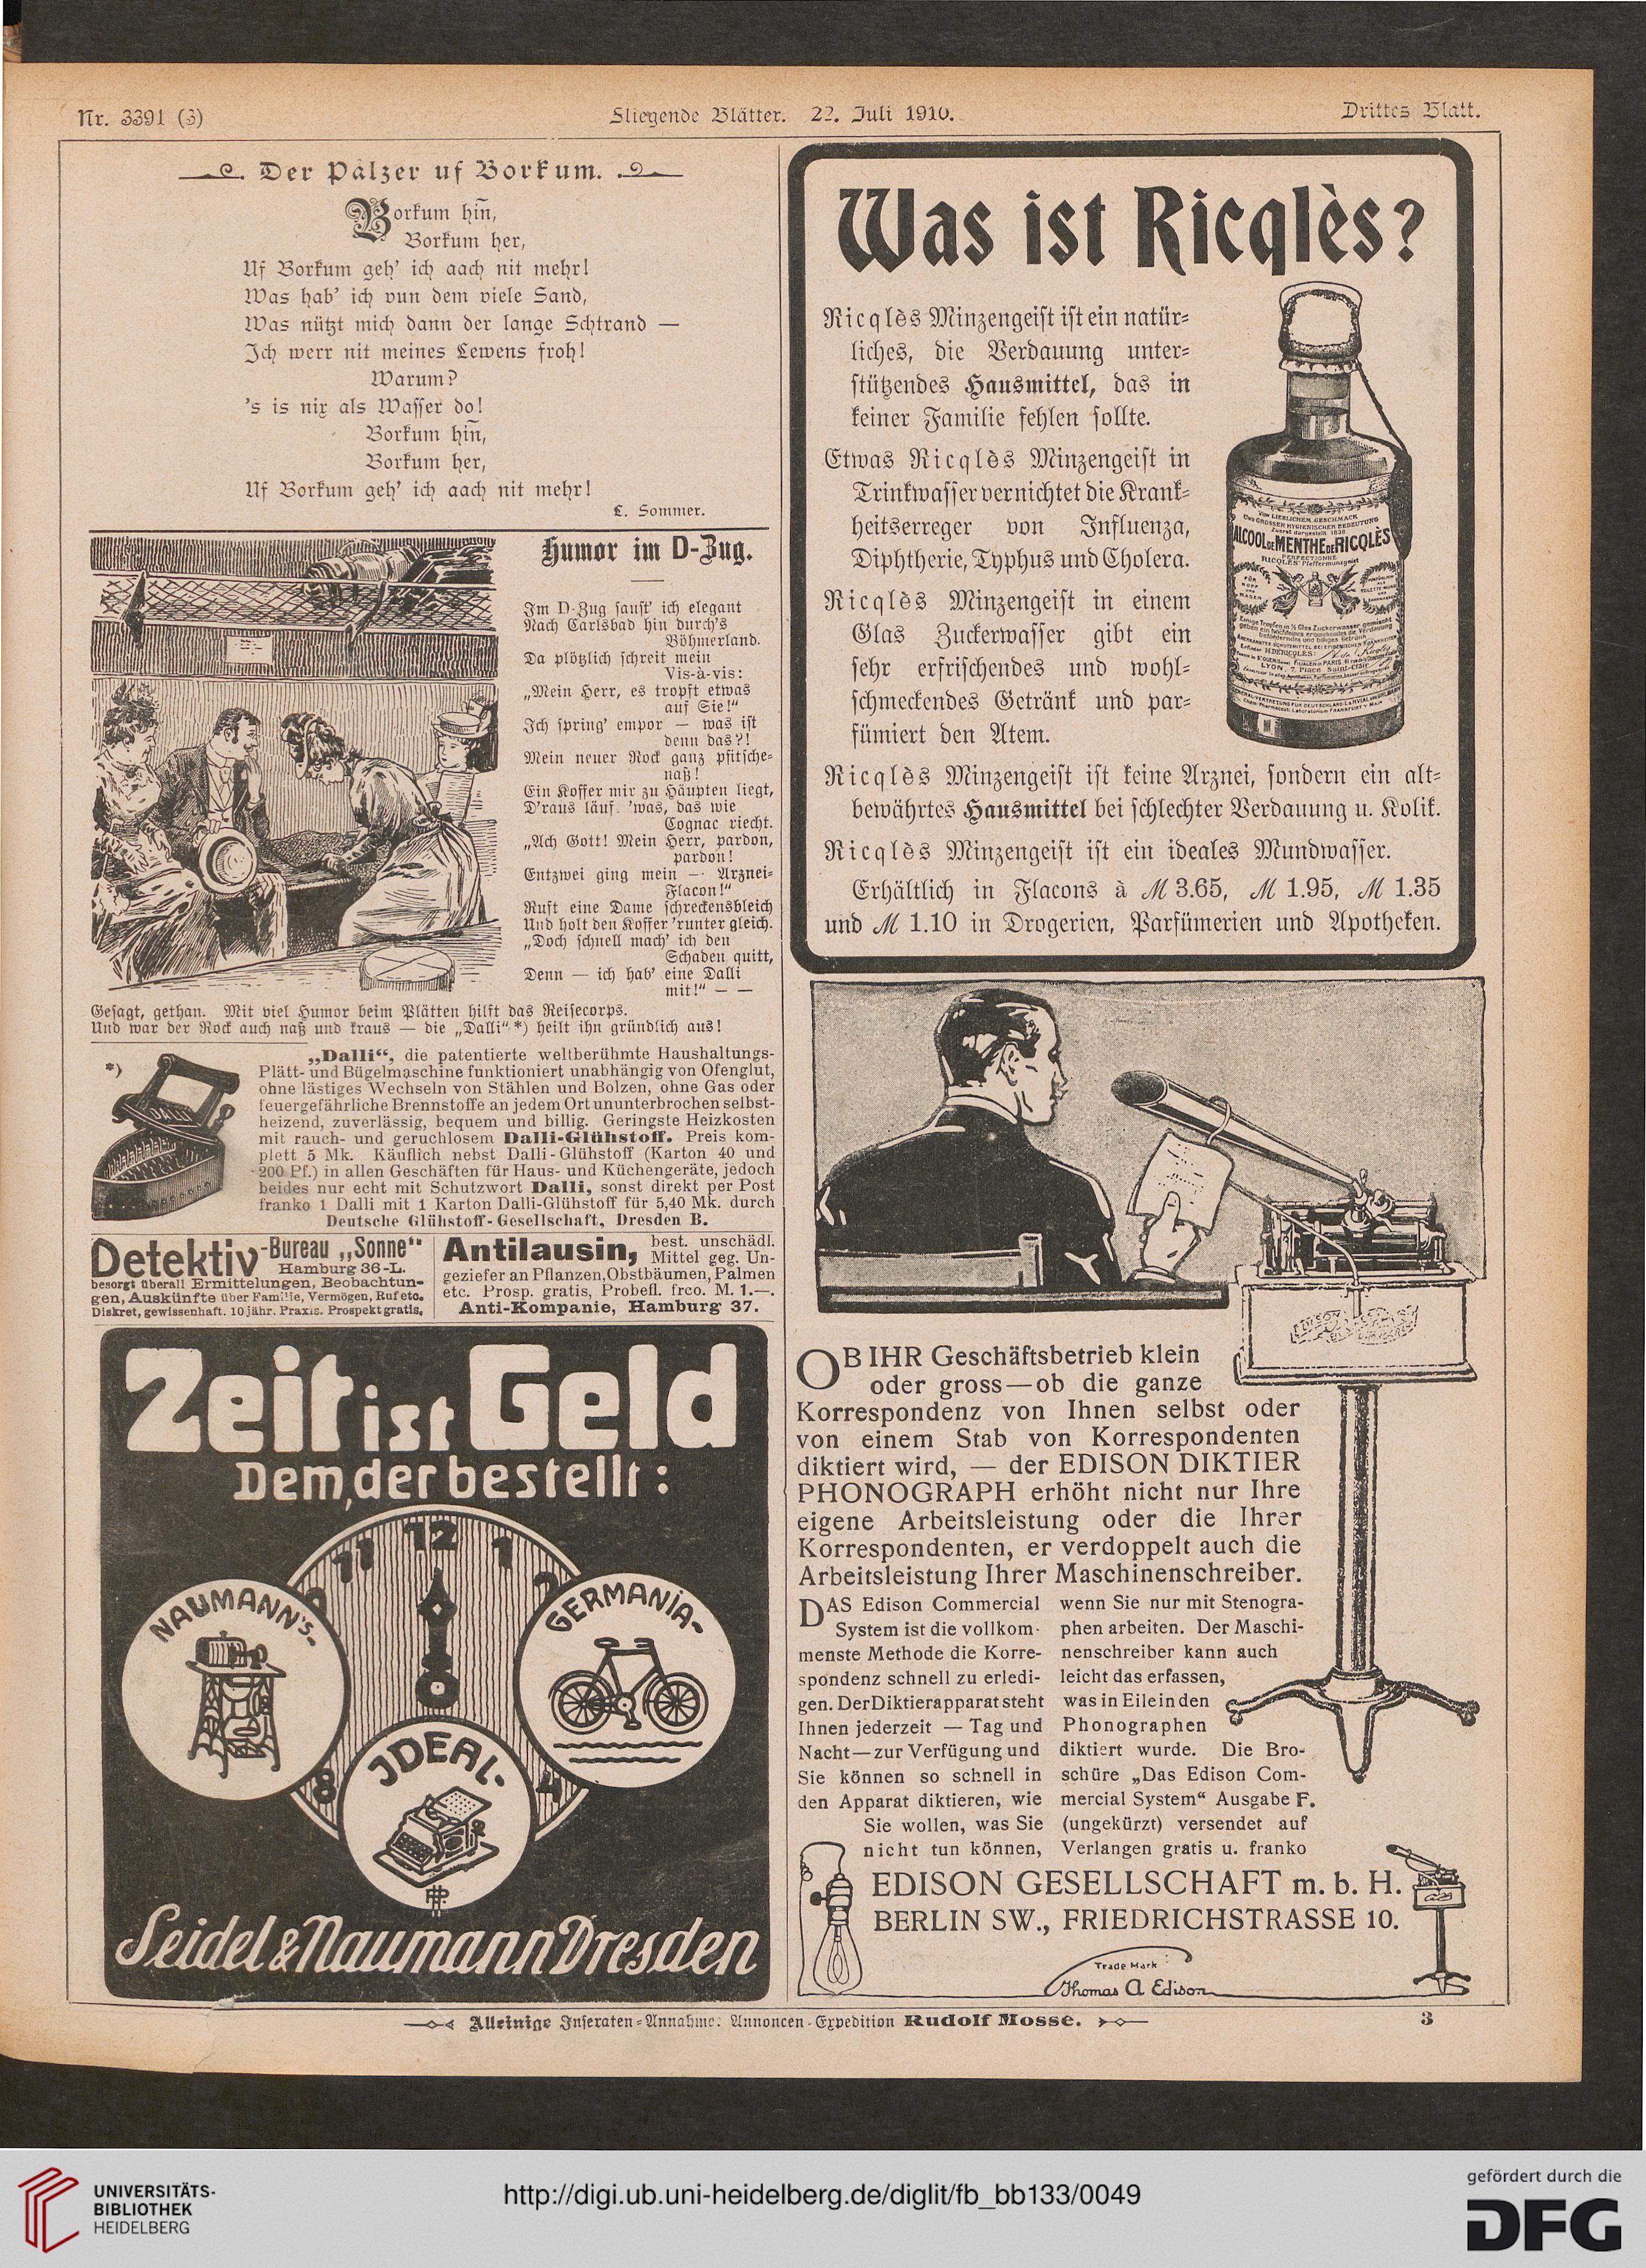 Nr. 3391 (3)
Fliegende Blätter. 22. Juli 1910.
Drittes Blatt.
Der Pälzer uf Borkum.
Borkum hin̄,
Borkum her,
Uf Borkum geh' ich aach nit mehr!
Was hab' ich vun dem viele Sand,
Was nützt mich dann der lange Schtrand —
Ich werr nit meines Lewens froh!
Warum?
's is nix als Wasser do!
Borkum hin̄,
Borkum her,
Uf Borkum geh' ich aach nit mehr!
L. Sommer.
Humor im D-Zug.
Im D-Zug saust' ich elegant
Nach Carlsbad hin durch's
Böhmerland.
Da plötzlich schreit mein
Vis-à-vis:
„Mein Herr, es tropft etwas
auf Sie!"
Ich spring' empor — was ist
denn das?!
Mein neuer Rock ganz pfitsche-
naß!
Ein Koffer mir zu Häupten liegt,
D'raus läuf. 'was, das wie
Cognac riecht.
„Ach Gott! Mein Herr, pardon,
pardon!
Entzwei ging mein — Arznei-
Flacon!"
Ruft eine Dame schreckensbleich
Und holt den Koffer 'runter gleich.
„Doch schnell mach' ich den
Schaden quitt,
Denn — ich hab' eine Dalli
mit!" — —
Gesagt, gethan. Mit viel Humor beim Plätten hilft das Reisecorps.
Und war der Rock auch naß und kraus — die „Dalli" *) heilt ihn gründlich aus!
*)
DALLI
„Dalli“, die patentierte weltberühmte Haushaltungs-
Plätt- und Bügelmaschine funktioniert unabhängig von Ofenglut,
ohne lästiges Wechseln von Stählen und Bolzen, ohne Gas oder
feuergefährliche Brennstoffe an jedem Ort ununterbrochen selbst-
heizend, zuverlässig, bequem und billig. Geringste Heizkosten
mit rauch- und geruchlosem Dalli-Glühstoff. Preis kom-
plett 5 Mk. Käuflich nebst Dalli-Glühstoff (Karton 40 und
200 Pf.) in allen Geschäften für Haus- und Küchengeräte, jedoch
beides nur echt mit Schutzwort Dalli, sonst direkt per Post
franko 1 Dalli mit 1 Karton Dalli-Glühstoff für 5,40 Mk. durch
Deutsche Glühstoff-Gesellschaft, Dresden B.
Detektiv-Bureau „Sonne"
Hamburg 36-L.
besorgt überall Ermittelungen, Beobachtun-
gen, Auskünfte über Familie, Vermögen, Ruf etc.
Diskret, gewissenhaft. 10jähr. Praxis. Prospekt gratis.
Antilausin, best. unschädl.
Mittel geg. Un-
geziefer an Pflanzen, Obstbäumen, Palmen
etc. Prosp. gratis, Probefl. frco. M. 1.—.
Anti-Kompanie, Hamburg 37.
Zeit ist Geld
Dem, der bestellt:
11 12 1
2
8 4
NAUMANN's-
GERMANIA-
IDEAL-
Seidel & Naumann Dresden
Was ist Ricqlès?
Ricqlès Minzengeist ist ein natür-
liches, die Verdauung unter-
stützendes Hausmittel, das in
keiner Familie fehlen sollte.
Etwas Ricqlès Minzengeist in
Trinkwasser vernichtet die Krank-
heitserreger von Influenza,
Diphtherie, Typhus und Cholera.
Ricqlès Minzengeist in einem
Glas Zuckerwasser gibt ein
sehr erfrischendes und wohl-
schmeckendes Getränk und par-
fümiert den Atem.
Ricqlès Minzengeist ist keine Arznei, sondern ein alt-
bewährtes Hausmittel bei schlechter Verdauung u. Kolik.
Ricqlès Minzengeist ist ein ideales Mundwasser.
Erhältlich in Flacons à M 3.65, M 1.95, M 1.35
und M 1.10 in Drogerien, Parfümerien und Apotheken.
VON LIEBLICHEM GESCHMACK
UND GROSSER HYGIENISCHER BEDEUTUNG
ALCOOL DE MENTHE DE RICQLÈS
PERFECTIONNÉ
RICQLÈS Pfeffermunzgeist
OB IHR Geschäftsbetrieb klein
oder gross—ob die ganze
Korrespondenz von Ihnen selbst oder
von einem Stab von Korrespondenten
diktiert wird, — der EDISON DIKTIER
PHONOGRAPH erhöht nicht nur Ihre
eigene Arbeitsleistung oder die Ihrer
Korrespondenten, er verdoppelt auch die
Arbeitsleistung Ihrer Maschinenschreiber.
DAS Edison Commercial
System ist die vollkom-
menste Methode die Korre-
spondenz schnell zu erledi-
gen. Der Diktierapparat steht
Ihnen jederzeit — Tag und
Nacht—zur Verfügung und
Sie können so schnell in
den Apparat diktieren, wie
Sie wollen, was Sie
nicht tun können,
wenn Sie nur mit Stenogra-
phen arbeiten. Der Maschi-
nenschreiber kann auch
leicht das erfassen,
was in Eile in den
Phonographen
diktiert wurde. Die Bro-
schüre „Das Edison Com-
mercial System“ Ausgabe F.
(ungekürzt) versendet auf
Verlangen gratis u. franko
EDISON GESELLSCHAFT m. b. H.
BERLIN SW., FRIEDRICHSTRASSE 10.
Trade Mark
Thomas A Edison
Alleinige Inseraten-Annahme: Annoncen-Expedition Rudolf Mosse.
3
UNIVERSITÄTS-
BIBLIOTHEK
HEIDELBERG
http://digi.ub.uni-heidelberg.de/diglit/fb_bb133/0049
gefördert durch die
DFG